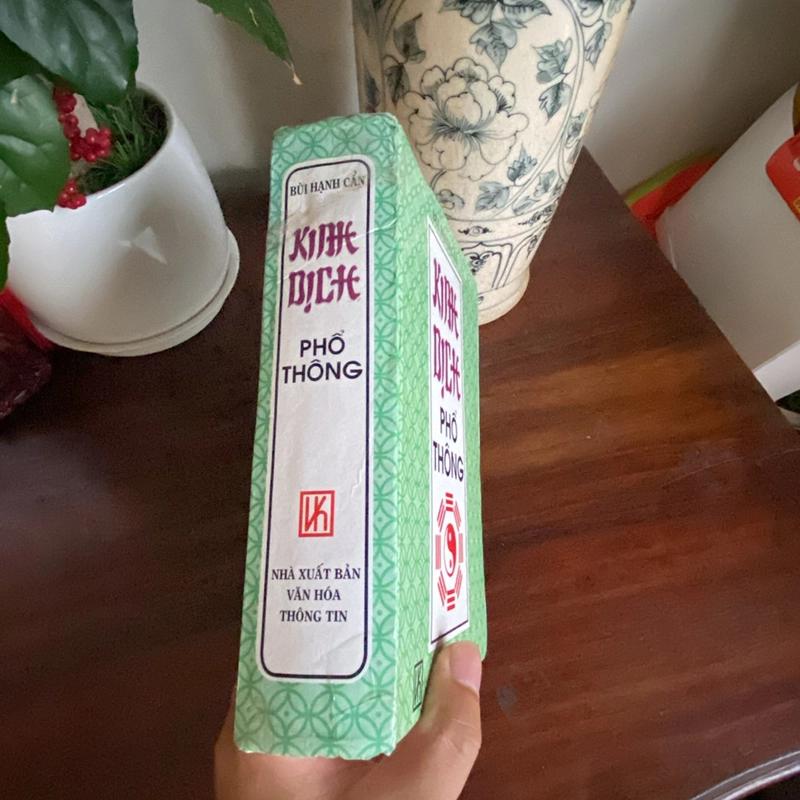 BÙI HẠNH CẨN
KINH
DỊCH
PHỔ
THÔNG
NHÀ XUẤT BẢN
VĂN HÓA
THÔNG TIN
KINH
DỊCH
PHỔ
THÔNG